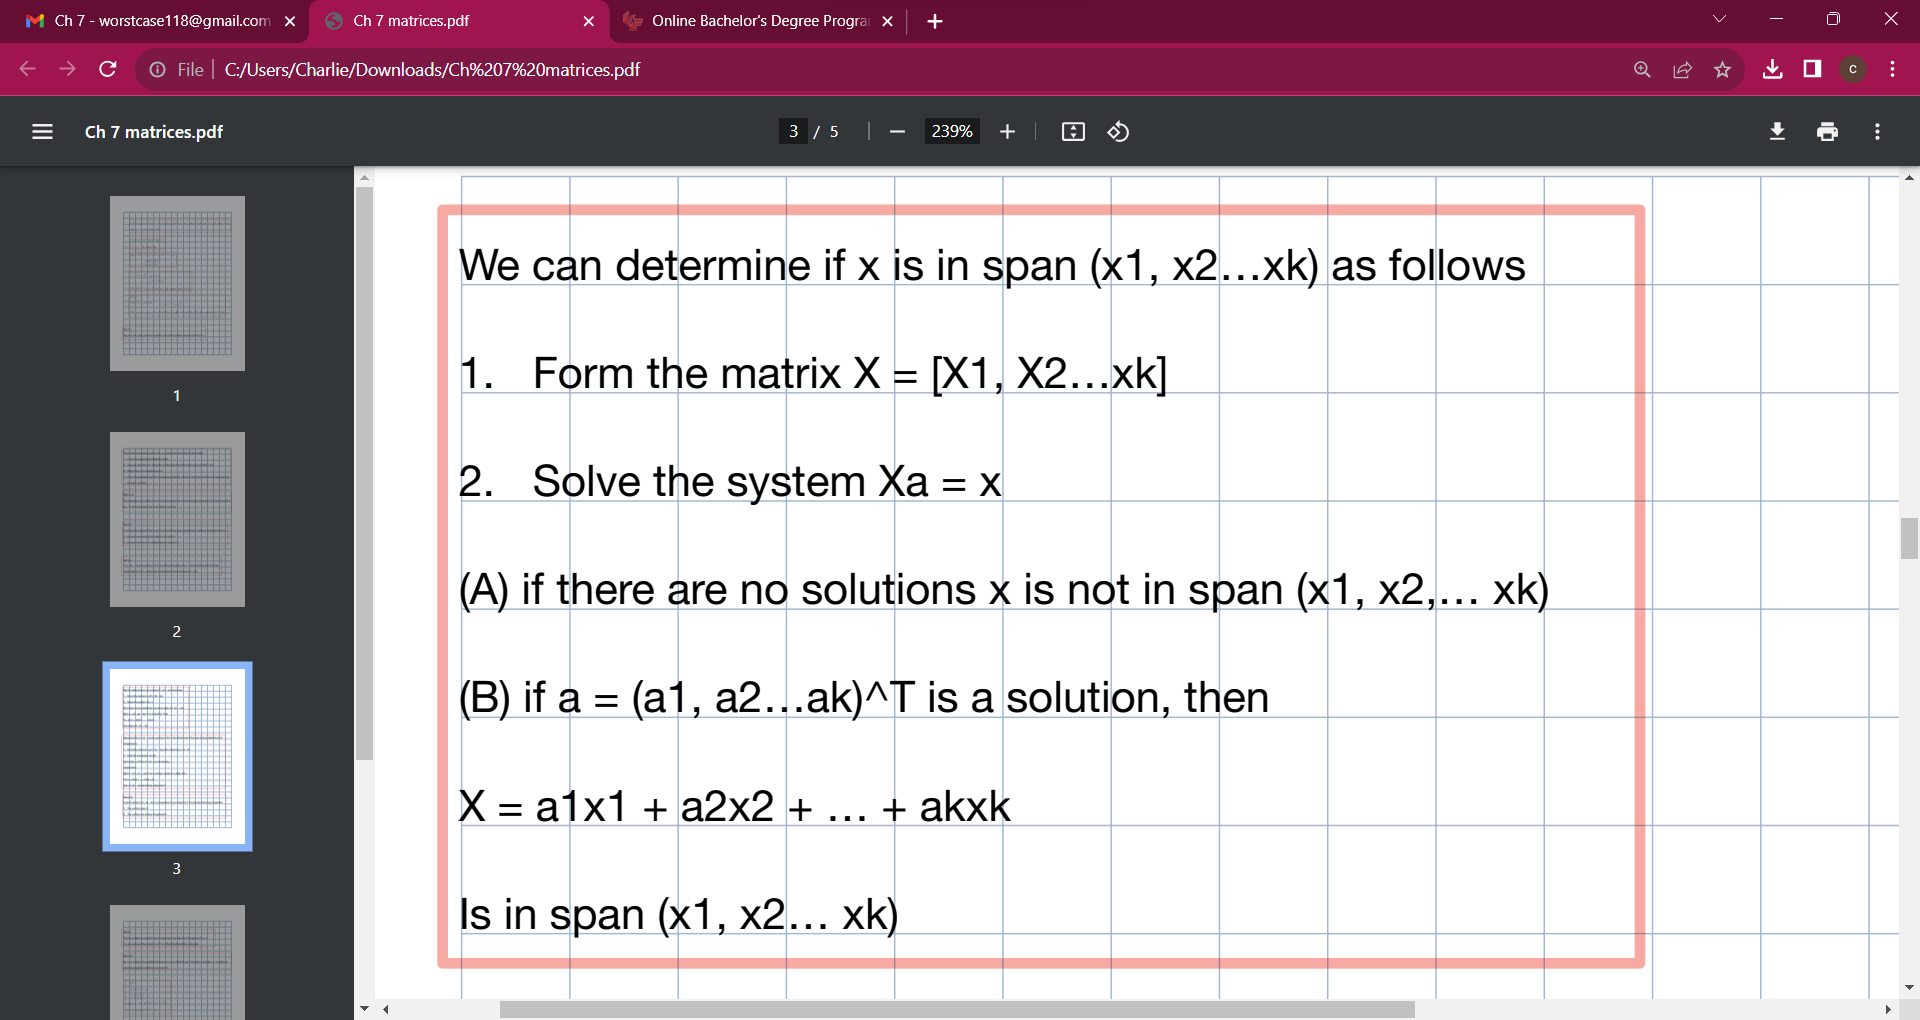 Ch 7 - worstcase118@gmail.com
Ch 7 matrices.pdf
Online Bachelor's Degree Progra
File
C:/Users/Charlie/Downloads/Ch%207%20matrices.pdf
c
Ch 7 matrices.pdf
3 / 5
239%
1
2
3
We can determine if x is in span (x1, x2...xk) as follows
1. Form the matrix X = [X1, X2...xk]
2. Solve the system Xa = x
(A) if there are no solutions x is not in span (x1, x2,... xk)
(B) if a = (a1, a2...ak)^T is a solution, then
X = a1x1 + a2x2 + ... + akxk
Is in span (x1, x2... xk)